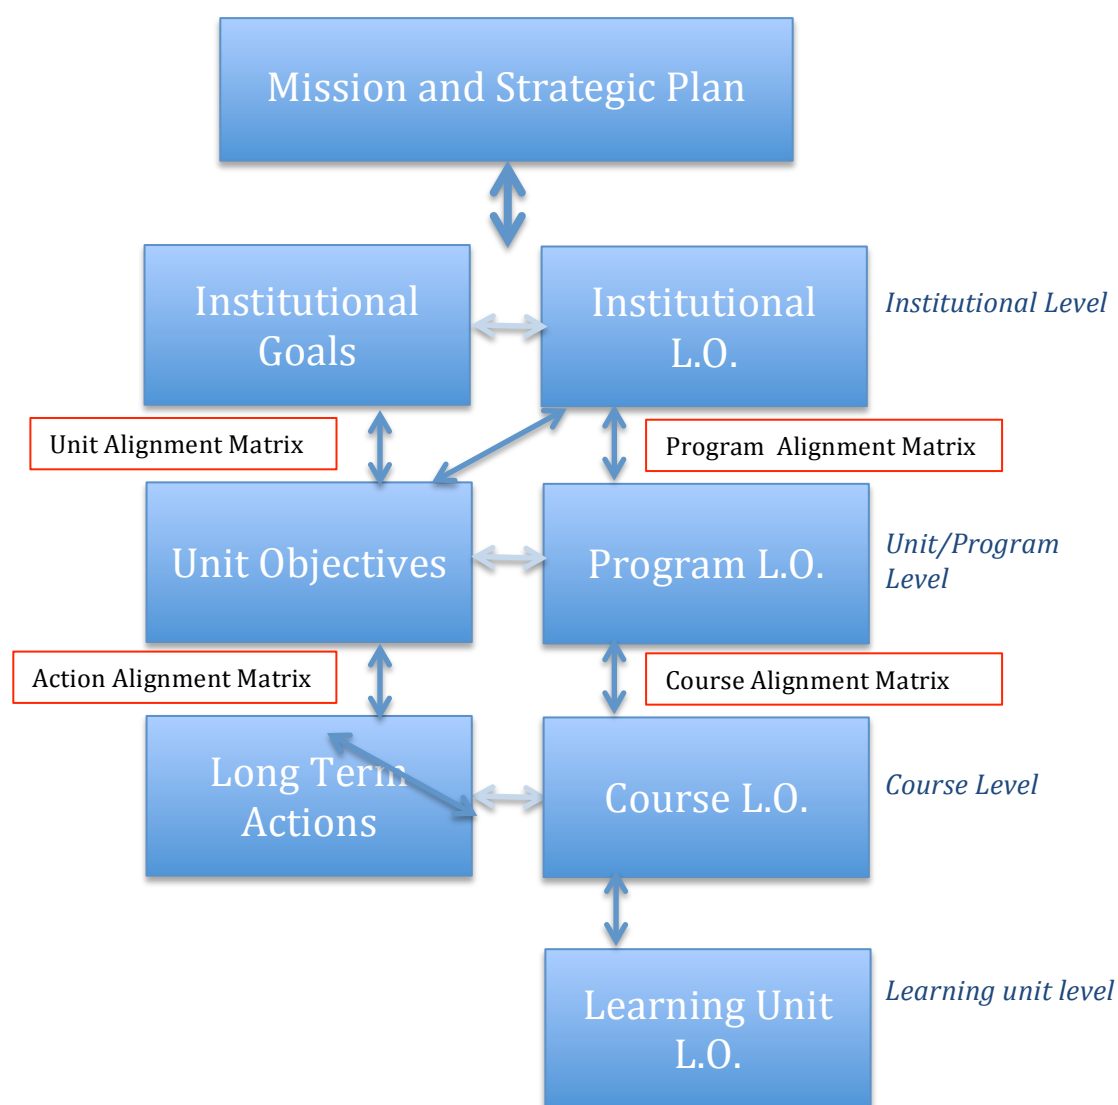 Mission and Strategic Plan
Institutional
Goals
Institutional
L.O.
Institutional Level
Unit Alignment Matrix
Program  Alignment Matrix
Unit Objectives
Program L.O.
Unit/Program
Level
Action Alignment Matrix
Course Alignment Matrix
Long Term
Actions
Course L.O.
Course Level
Learning Unit
L.O.
Learning unit level